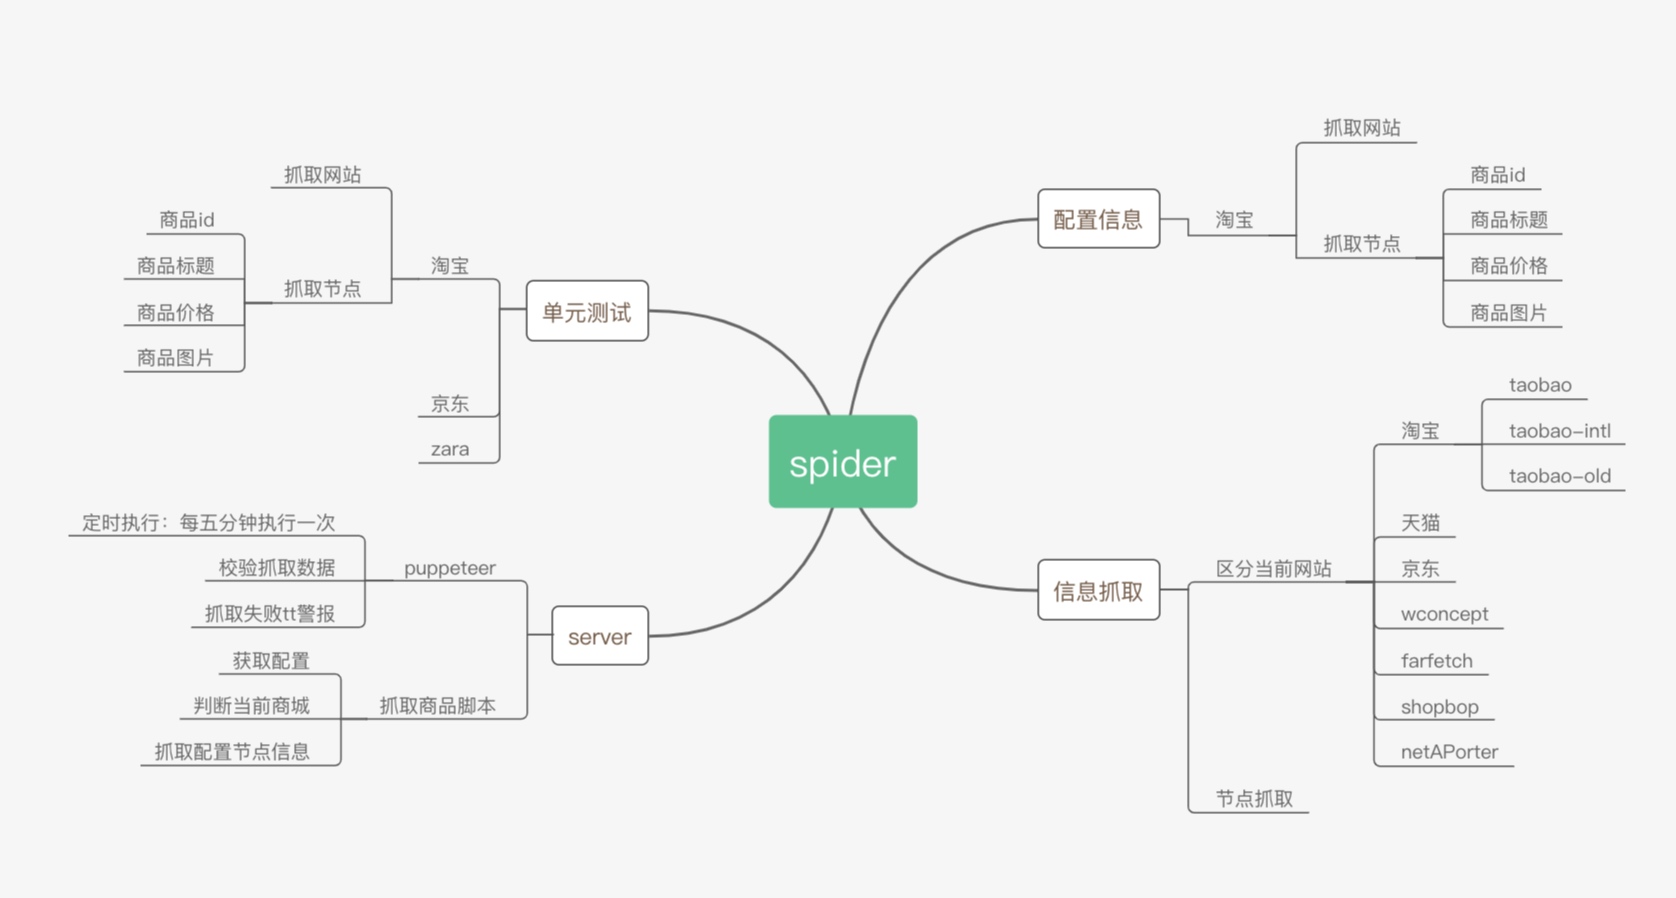 spider
配置信息
淘宝
抓取网站
抓取节点
商品id
商品标题
商品价格
商品图片
信息抓取
区分当前网站
淘宝
taobao
taobao-intl
taobao-old
天猫
京东
wconcept
farfetch
shopbop
netAPorter
节点抓取
单元测试
淘宝
抓取网站
抓取节点
商品id
商品标题
商品价格
商品图片
京东
zara
server
puppeteer
定时执行：每五分钟执行一次
校验抓取数据
抓取失败tt警报
抓取商品脚本
获取配置
判断当前商城
抓取配置节点信息